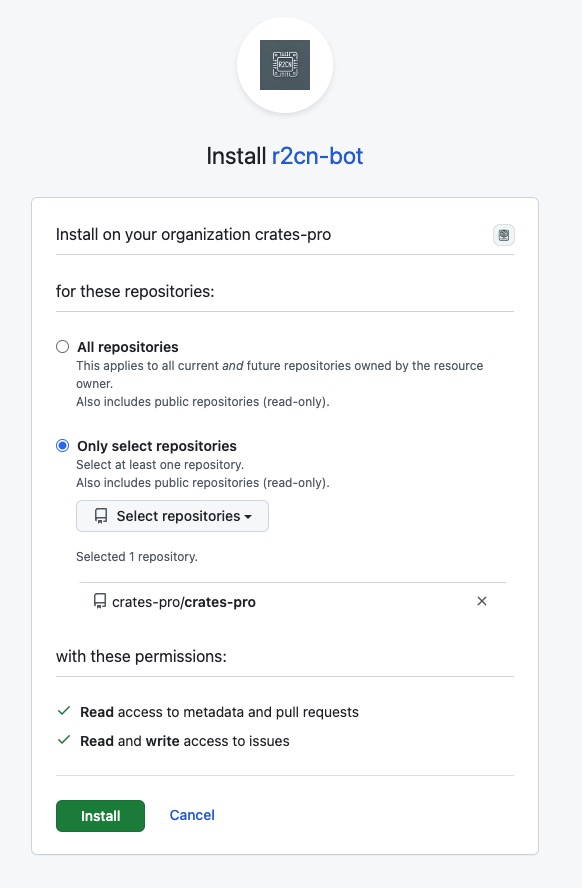 R2CN
Install r2cn-bot
Install on your organization crates-pro
for these repositories:
All repositories
This applies to all current and future repositories owned by the resource
owner.
Also includes public repositories (read-only).
Only select repositories
Select at least one repository.
Also includes public repositories (read-only).
Select repositories
Selected 1 repository.
crates-pro/crates-pro
with these permissions:
Read access to metadata and pull requests
Read and write access to issues
Install Cancel